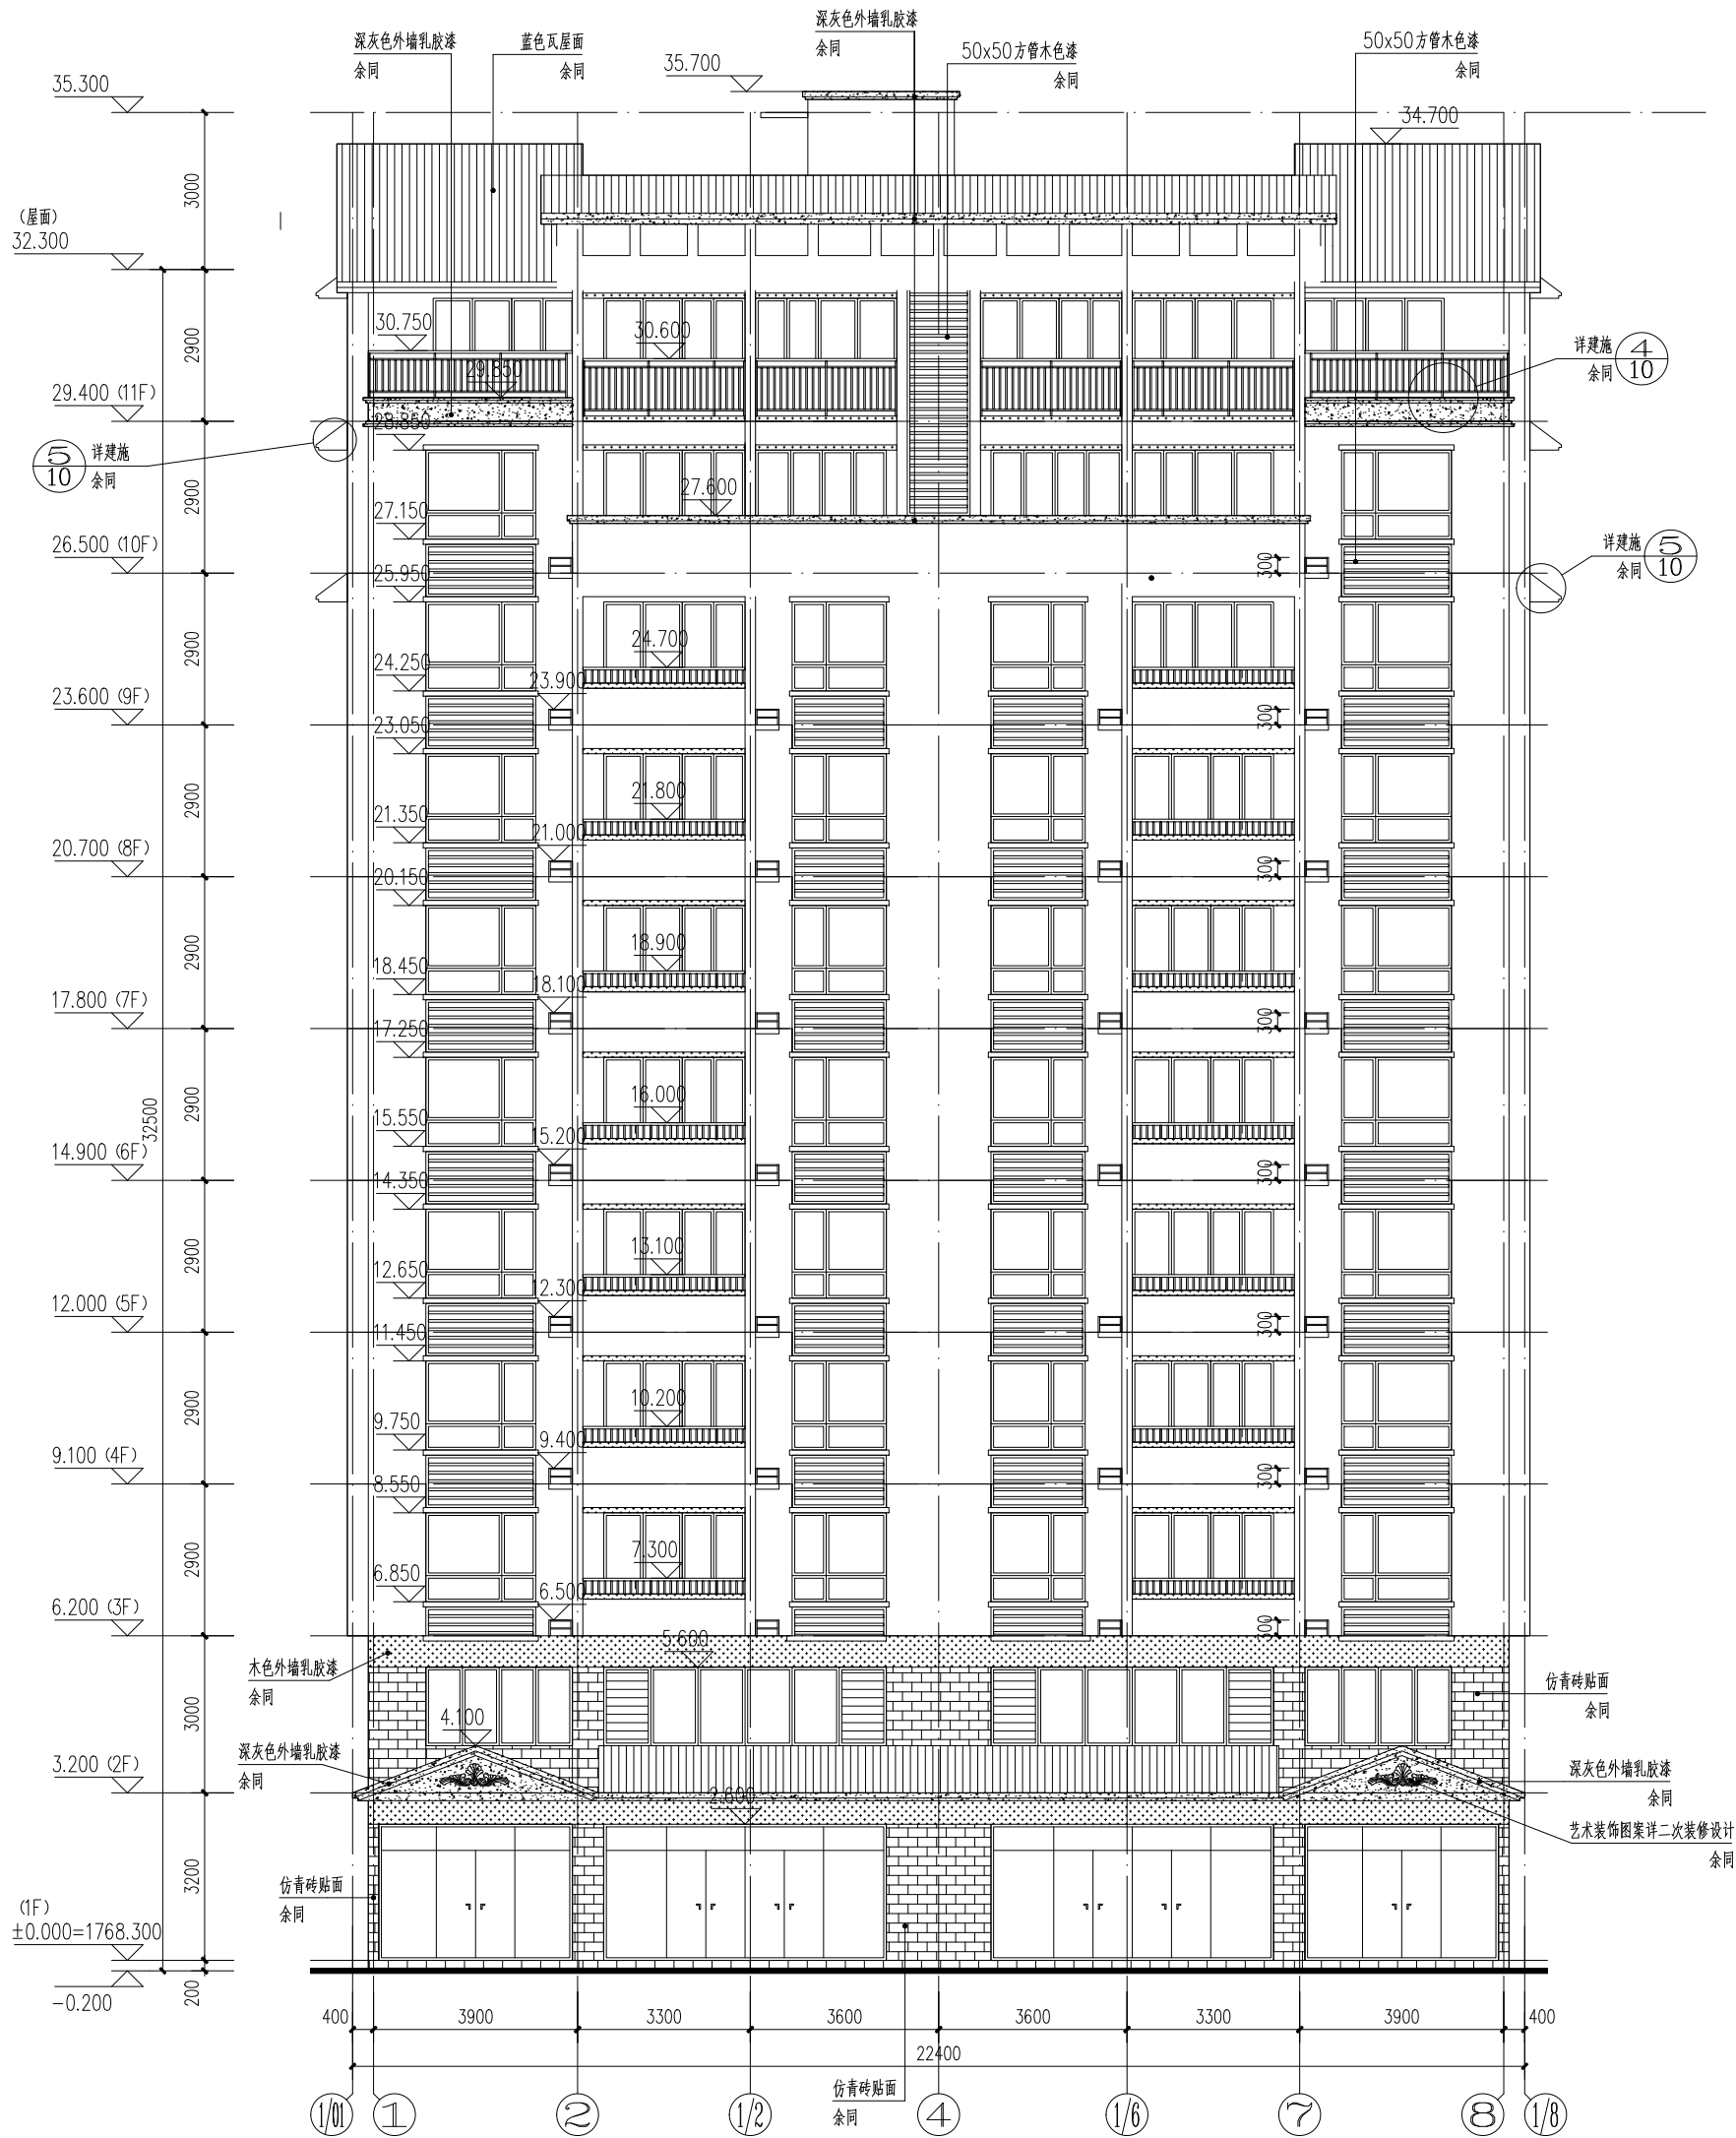 深灰色外墙乳胶漆
余同
蓝色瓦屋面
余同
深灰色外墙乳胶漆
余同
50x50方管木色漆
余同
50x50方管木色漆
余同
35.300
35.700
34.700
3000
(屋面)
32.300
2900
30.750
30.600
29.850
详建施
余同
4
10
29.400 (11F)
28.850
5
10
详建施
余同
2900
27.600
27.150
26.500 (10F)
300
详建施
余同
5
10
25.950
2900
24.700
24.250
23.900
23.600 (9F)
300
23.050
2900
21.800
21.350
21.000
20.700 (8F)
300
20.150
2900
18.900
18.450
18.100
17.800 (7F)
300
17.250
2900
32500
16.000
15.550
15.200
14.900 (6F)
300
14.350
2900
13.100
12.650
12.300
12.000 (5F)
300
11.450
2900
10.200
9.750
9.400
9.100 (4F)
300
8.550
2900
7.300
6.850
6.500
6.200 (3F)
300
5.600
木色外墙乳胶漆
余同
仿青砖贴面
余同
3000
4.100
深灰色外墙乳胶漆
余同
3.200 (2F)
深灰色外墙乳胶漆
余同
2.600
艺术装饰图案详二次装修设计
余同
3200
仿青砖贴面
余同
(1F)
±0.000=1768.300
200
-0.200
400 3900 3300 3600 3600 3300 3900 400
22400
仿青砖贴面
余同
1/01 1 2 1/2 4 1/6 7 8 1/8